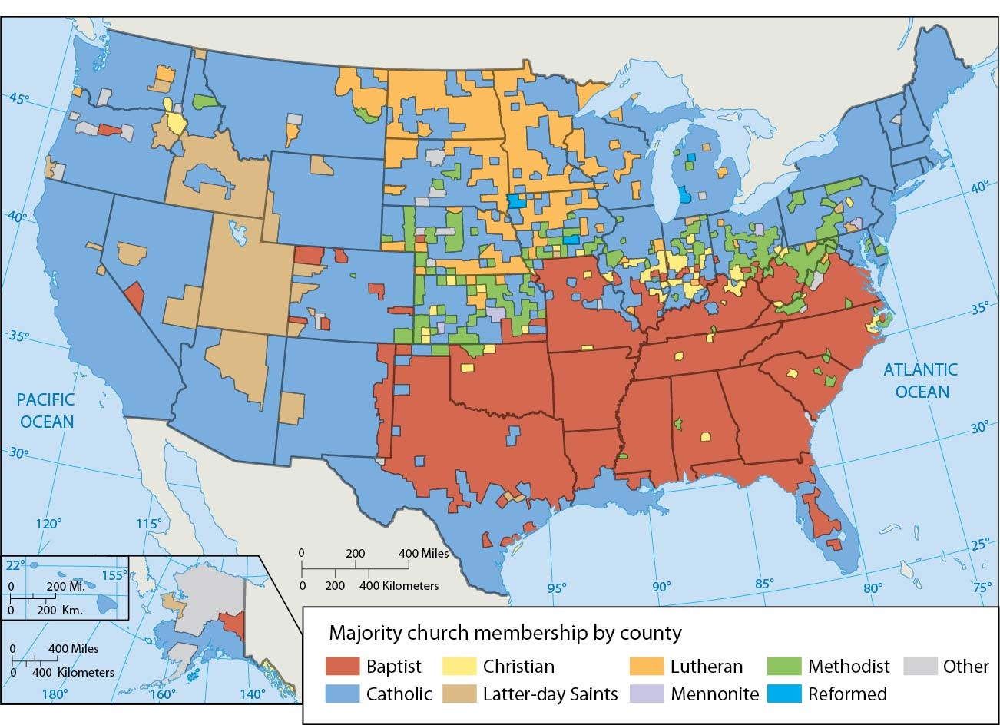 45°
40°
35°
30°
120°
115°
45°
40°
35°
30°
25°
95°
90°
85°
80°
75°
PACIFIC
OCEAN
ATLANTIC
OCEAN
0 200 400 Miles
0 200 400 Kilometers
22°
155°
0 200 Mi.
0 200 Km.
0 400 Miles
0 400 Kilometers
180°
160°
140°
Majority church membership by county
Baptist Christian Lutheran Methodist Other
Catholic Latter-day Saints Mennonite Reformed